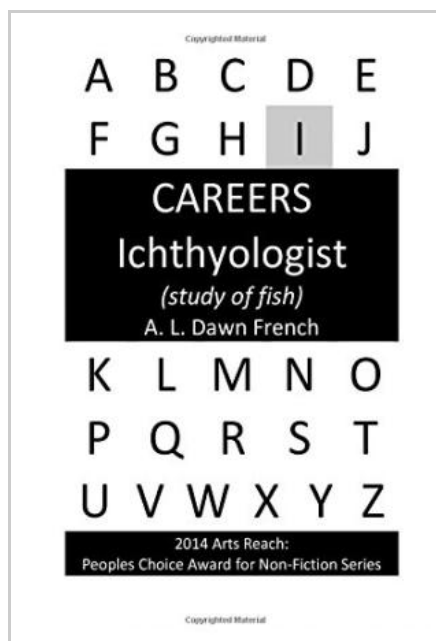 Copyrighted Material
A B C D E
F G H I J
CAREERS
Ichthyologist
(study of fish)
A. L. Dawn French
K L M N O
P Q R S T
U V W X Y Z
2014 Arts Reach:
Peoples Choice Award for Non-Fiction Series
Copyrighted Material